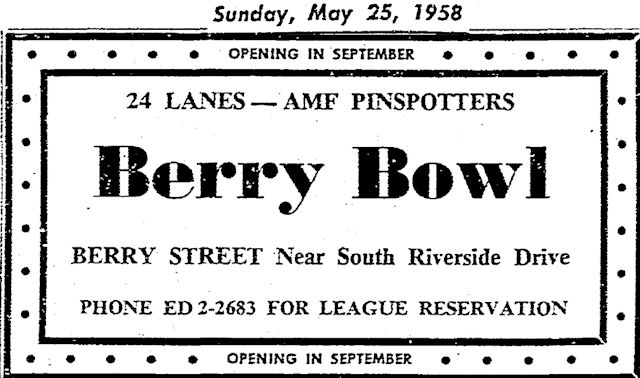 Sunday, May 25, 1958
OPENING IN SEPTEMBER
24 LANES — AMF PINSPOTTERS
Berry Bowl
BERRY STREET Near South Riverside Drive
PHONE ED 2-2683 FOR LEAGUE RESERVATION
OPENING IN SEPTEMBER